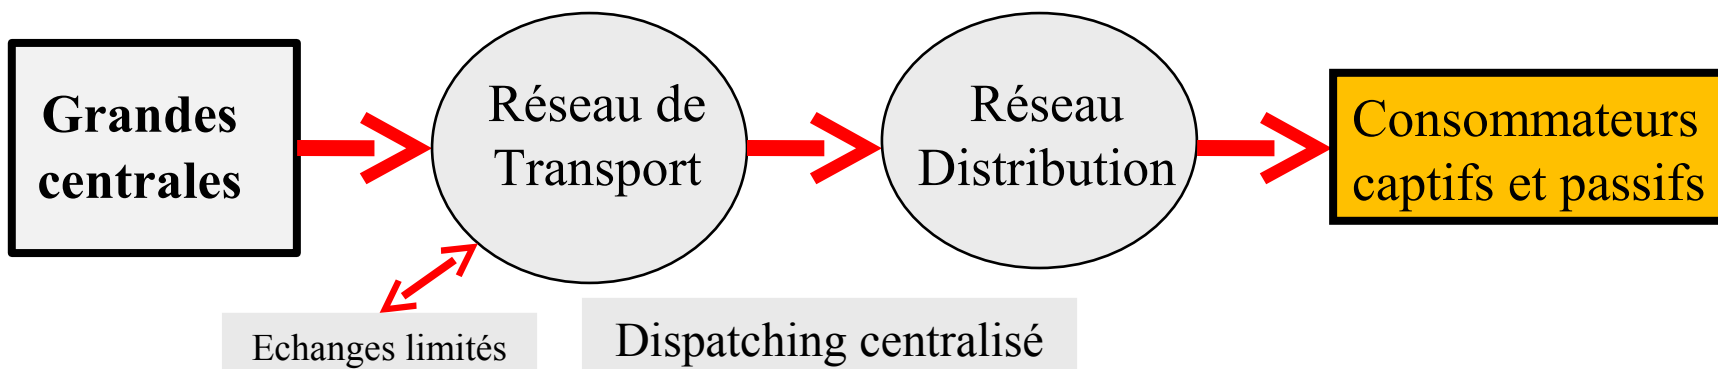 Grandes
centrales
Réseau de
Transport
Réseau
Distribution
Consommateurs
captifs et passifs
Echanges limités
Dispatching centralisé